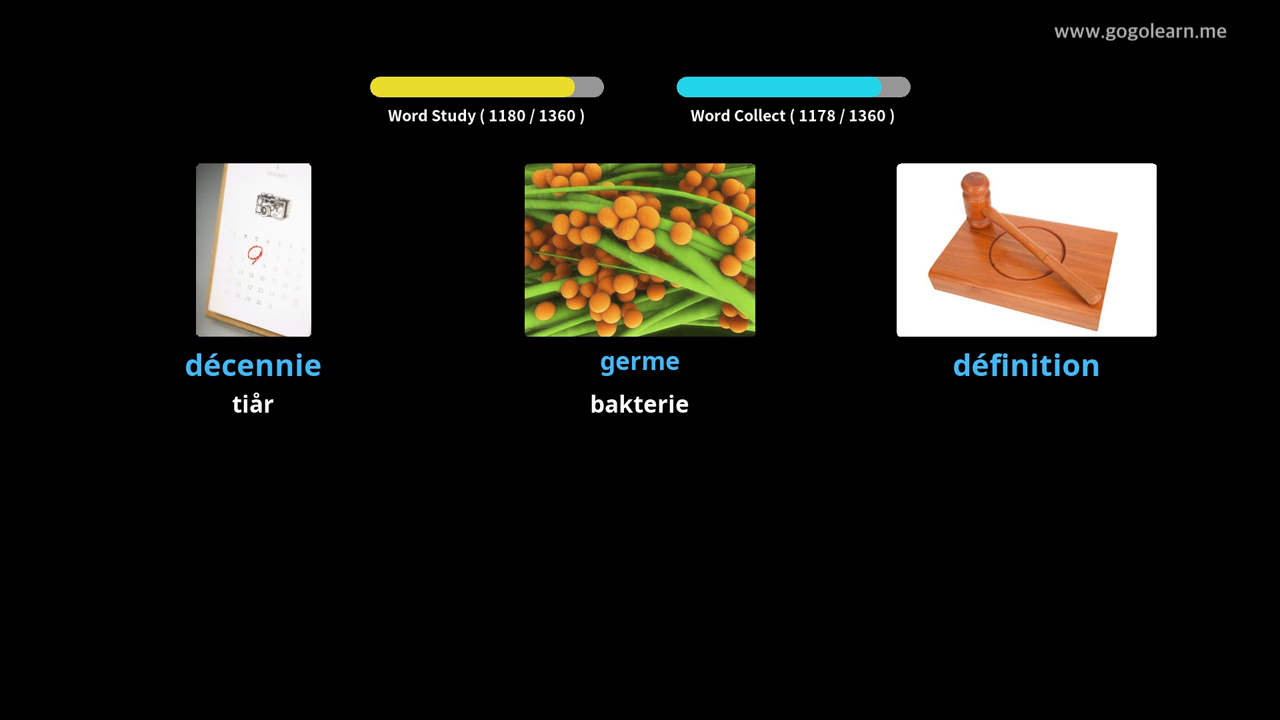 www.gogolearn.me
Word Study ( 1180 / 1360 )
Word Collect ( 1178 / 1360 )
décennie
germe
définition
tiår
bakterie